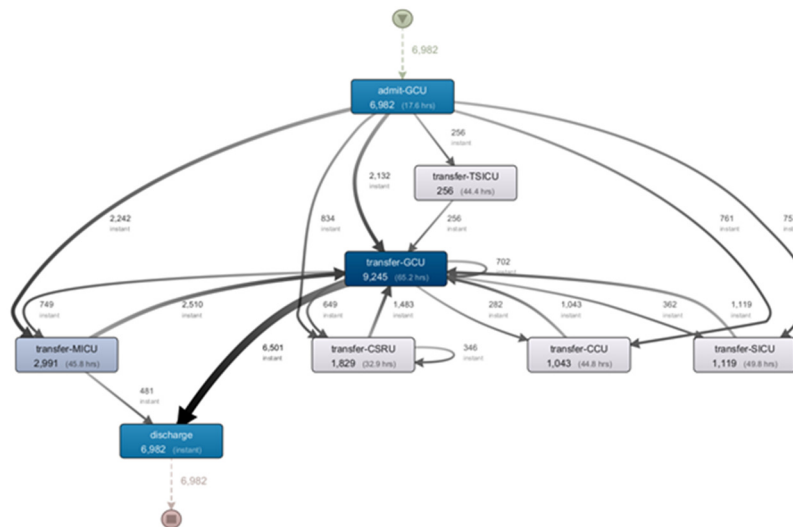 6,982
admit-GCU
6,982 (17.6 hrs)
256
instant
2,132
instant
transfer-TSICU
256 (44.4 hrs)
2,242
instant
834
instant
256
instant
761
instant
75
instant
transfer-GCU
9,245 (65.2 hrs)
702
instant
749
instant
2,510
instant
649
instant
1,483
instant
282
instant
1,043
instant
362
instant
1,119
instant
transfer-MICU
2,991 (45.8 hrs)
6,501
instant
transfer-CSRU
1,829 (32.9 hrs)
346
instant
transfer-CCU
1,043 (44.8 hrs)
transfer-SICU
1,119 (49.8 hrs)
481
instant
discharge
6,982 (instant)
6,982